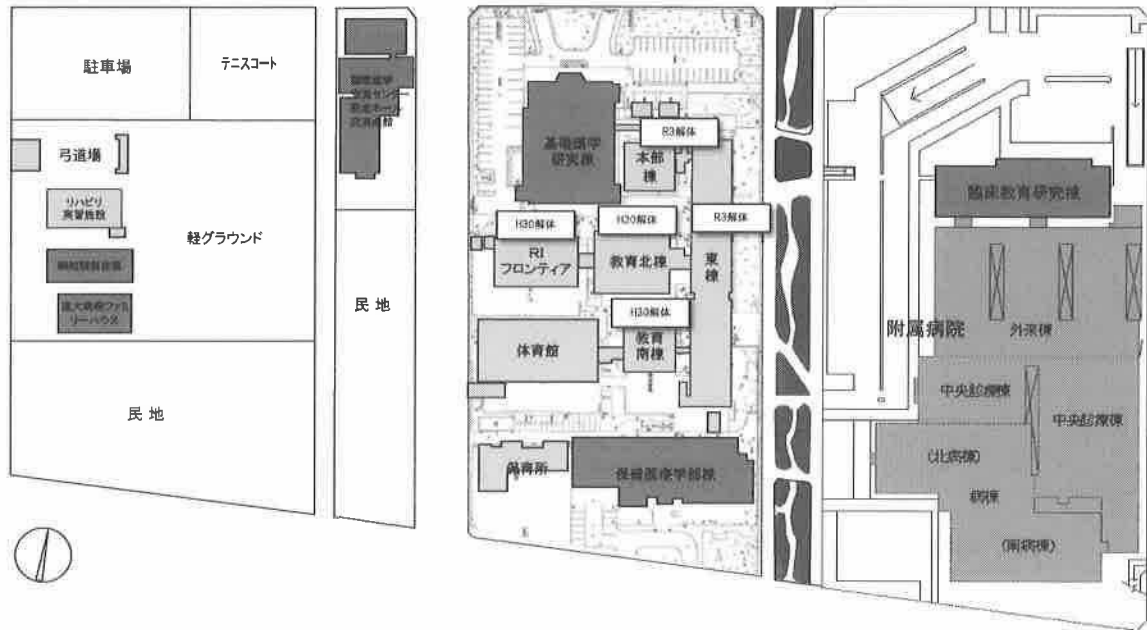 駐車場
テニスコート
弓道場
リハビリ
実習施設
軽グラウンド
民 地
民 地
基礎医学
研究棟
R3解体
本部
棟
H30解体
H20解体
R3解体
RI
フロンティア
教育北棟
東
棟
H30解体
体育館
教育
南棟
保育所
保健医療学部棟
臨床教育研究棟
附属病院
外来棟
中央診療棟
中央診療棟
(北病棟)
病棟
(南病棟)